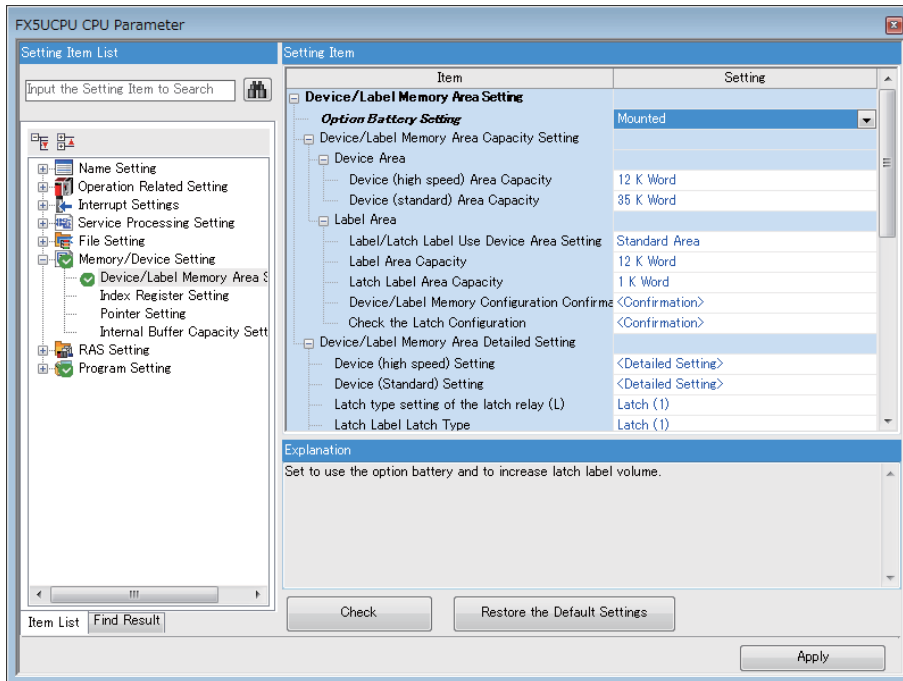 FX5UCPU CPU Parameter
Setting Item List
Input the Setting Item to Search
Name Setting
Operation Related Setting
Interrupt Settings
Service Processing Setting
File Setting
Memory/Device Setting
Device/Label Memory Area S
Index Register Setting
Pointer Setting
Internal Buffer Capacity Sett
RAS Setting
Program Setting
Item List
Find Result
Setting Item
Item Setting
Device/Label Memory Area Setting
Option Battery Setting Mounted
Device/Label Memory Area Capacity Setting
Device Area
Device (high speed) Area Capacity 12 K Word
Device (standard) Area Capacity 35 K Word
Label Area
Label/Latch Label Use Device Area Setting Standard Area
Label Area Capacity 12 K Word
Latch Label Area Capacity 1 K Word
Device/Label Memory Configuration Confirma <Confirmation>
Check the Latch Configuration <Confirmation>
Device/Label Memory Area Detailed Setting
Device (high speed) Setting <Detailed Setting>
Device (Standard) Setting <Detailed Setting>
Latch type setting of the latch relay (L) Latch (1)
Latch Label Latch Type Latch (1)
Explanation
Set to use the option battery and to increase latch label volume.
Check
Restore the Default Settings
Apply